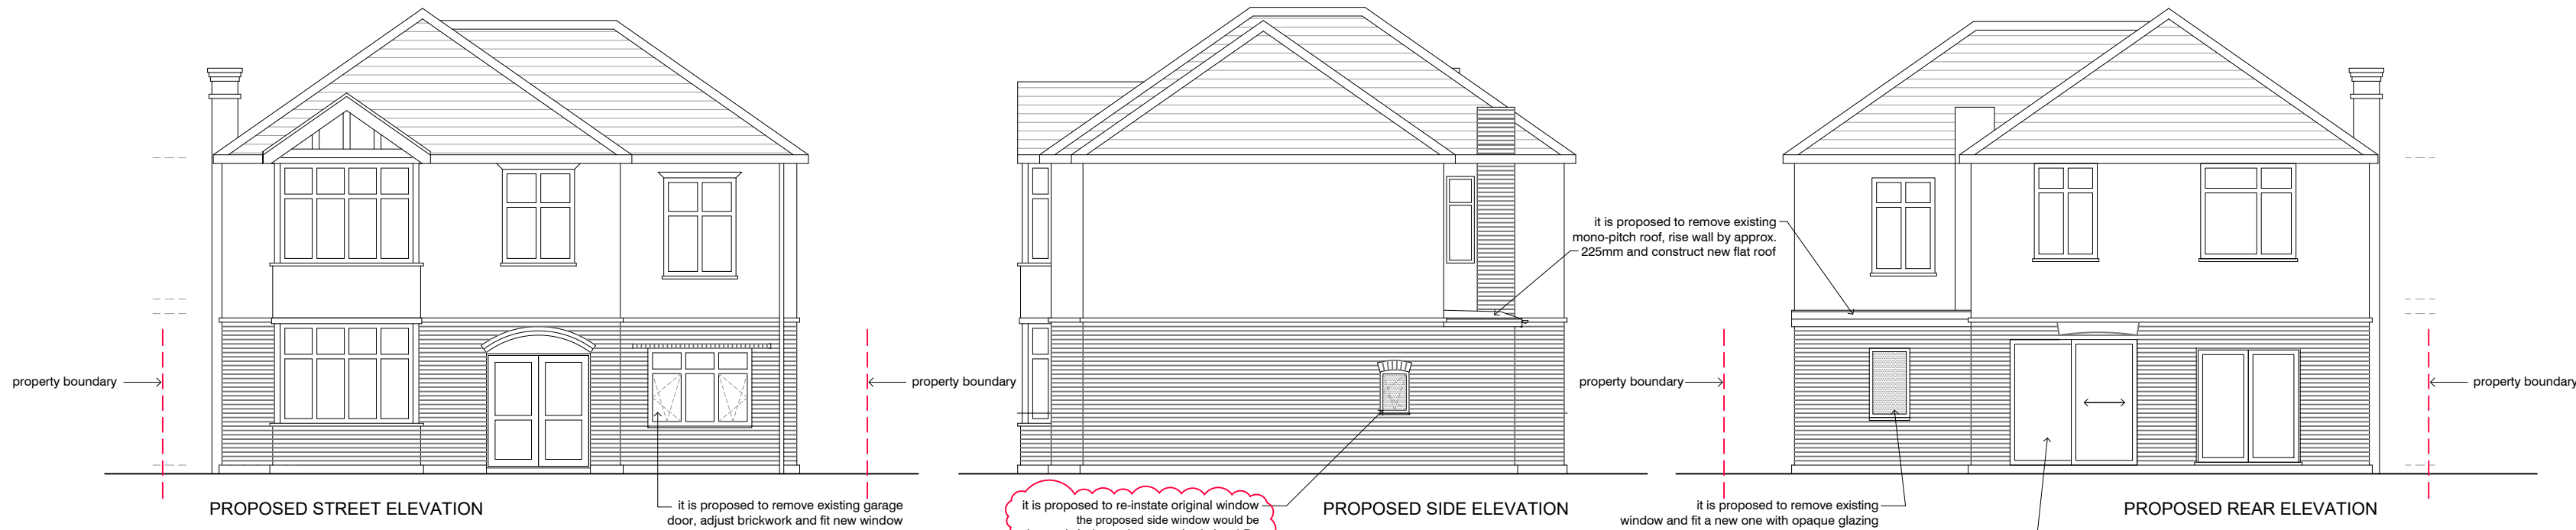 it is proposed to remove existing
mono-pitch roof, rise wall by approx.
225mm and construct new flat roof
property boundary
property boundary
property boundary
property boundary
PROPOSED STREET ELEVATION
it is proposed to remove existing garage
door, adjust brickwork and fit new window
it is proposed to re-instate original window
the proposed side window would be
PROPOSED SIDE ELEVATION
it is proposed to remove existing
window and fit a new one with opaque glazing
PROPOSED REAR ELEVATION